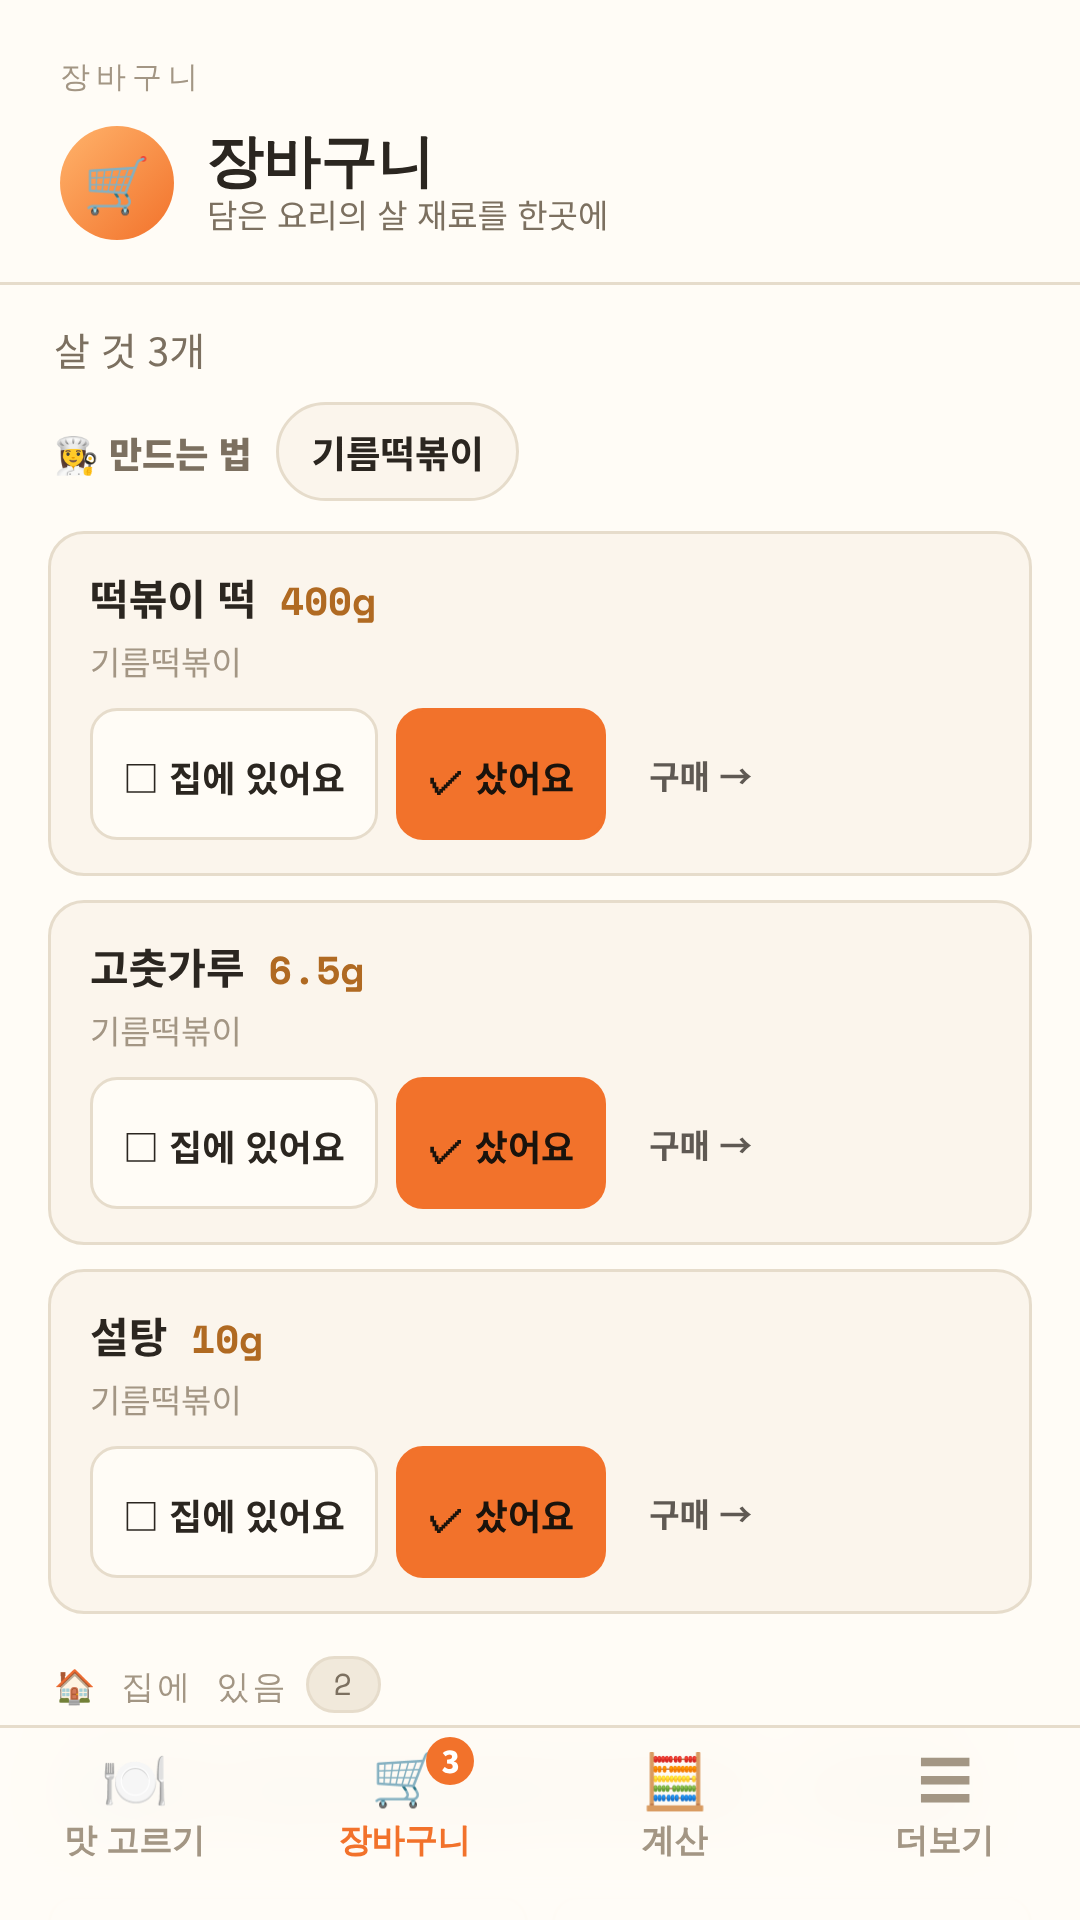 장바구니
장바구니
담은 요리의 살 재료를 한곳에
살 것 3개
만드는 법 기름떡볶이
떡볶이 떡 400g
기름떡볶이
집에 있어요 ✓ 샀어요 구매 →
고춧가루 6.5g
기름떡볶이
집에 있어요 ✓ 샀어요 구매 →
설탕 10g
기름떡볶이
집에 있어요 ✓ 샀어요 구매 →
집에 있음 2
3
맛 고르기 장바구니 계산 더보기